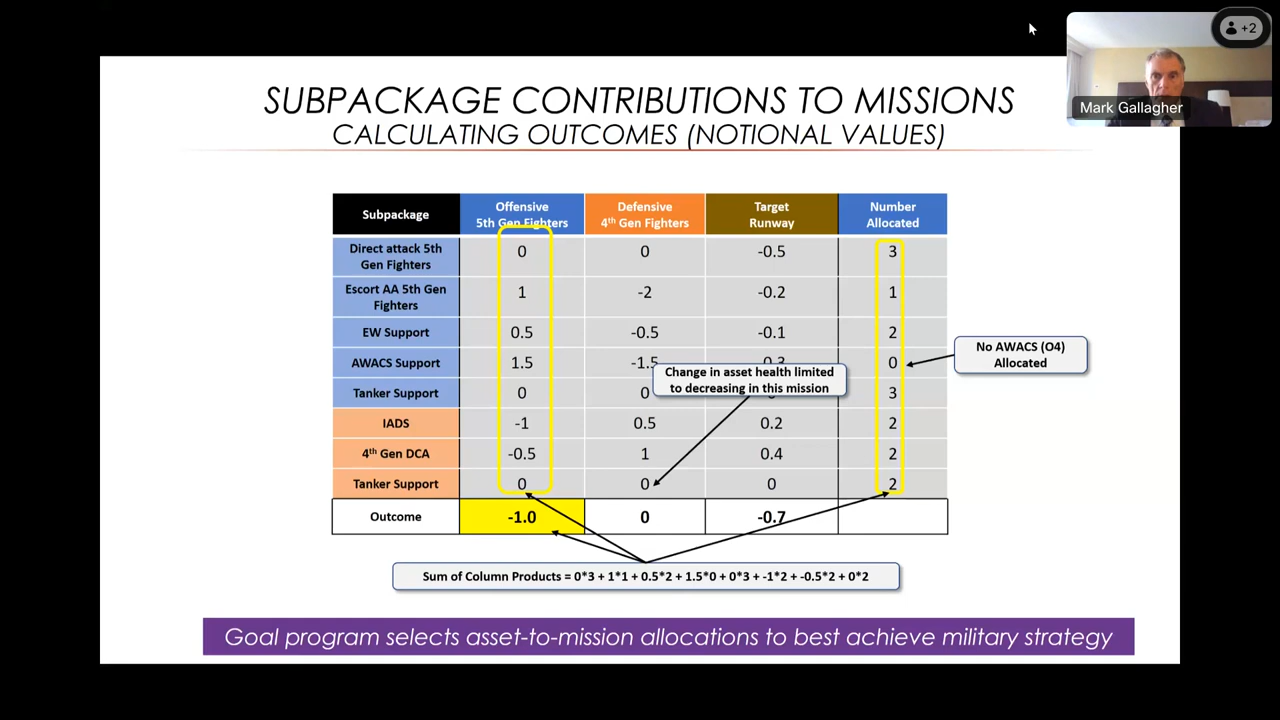 +2
Mark Gallagher
SUBPACKAGE CONTRIBUTIONS TO MISSIONS
CALCULATING OUTCOMES (NOTIONAL VALUES)
Subpackage Offensive 5th Gen Fighters Defensive 4th Gen Fighters Target Runway Number Allocated
Direct attack 5th Gen Fighters 0 0 -0.5 3
Escort AA 5th Gen Fighters 1 -2 -0.2 1
EW Support 0.5 -0.5 -0.1 2
AWACS Support 1.5 -1.5 0
Tanker Support 0 0 3
IADS -1 0.5 0.2 2
4th Gen DCA -0.5 1 0.4 2
Tanker Support 0 0 0 2
Outcome -1.0 0 -0.7
No AWACS (O4)
Allocated
Change in asset health limited
to decreasing in this mission
Sum of Column Products = 0*3 + 1*1 + 0.5*2 + 1.5*0 + 0*3 + -1*2 + -0.5*2 + 0*2
Goal program selects asset-to-mission allocations to best achieve military strategy